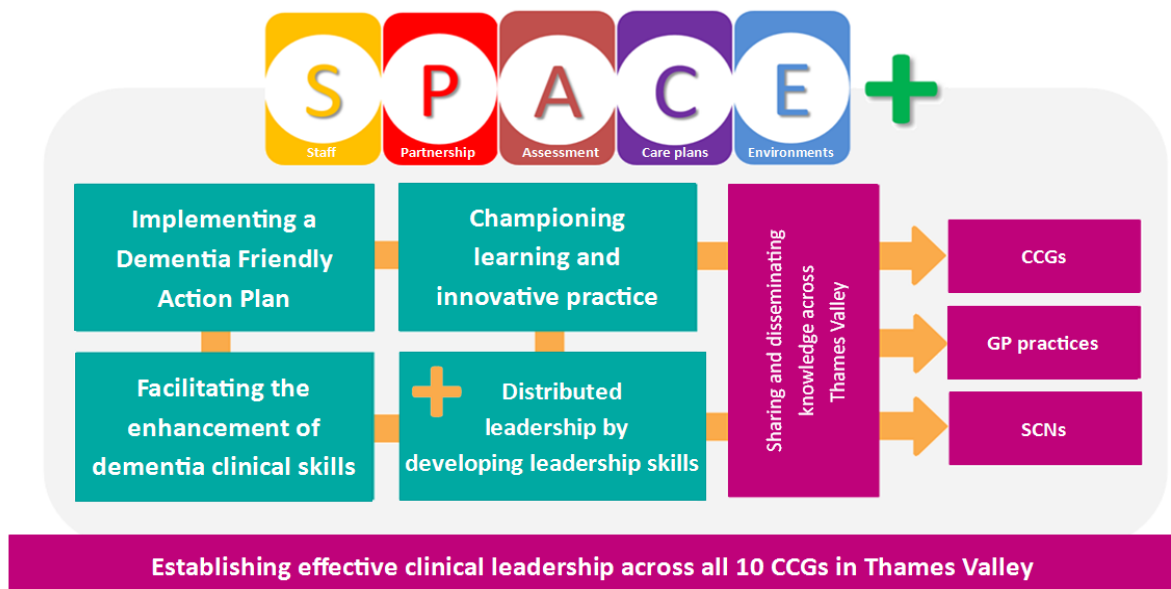 S P A C E +
Staff Partnership Assessment Care plans Environments
Implementing a
Dementia Friendly
Action Plan
Championing
learning and
innovative practice
Facilitating the
enhancement of
dementia clinical skills
+
Distributed
leadership by
developing leadership skills
Sharing and disseminating
knowledge across
Thames Valley
CCGs
GP practices
SCNs
Establishing effective clinical leadership across all 10 CCGs in Thames Valley